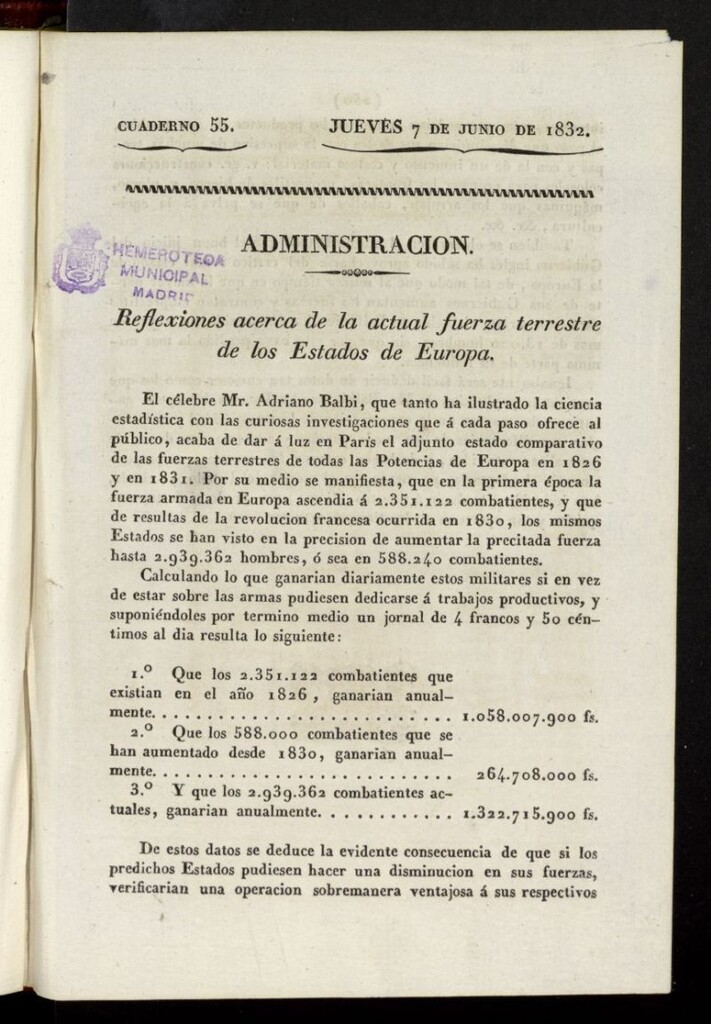 CUADERNO 55.
JUEVES 7 DE JUNIO DE 1832.
ADMINISTRACION.
HEMEROTECA
MUNICIPAL
MADRID
Reflexiones acerca de la actual fuerza terrestre
de los Estados de Europa.
El célebre Mr. Adriano Balbi, que tanto ha ilustrado la ciencia
estadística con las curiosas investigaciones que á cada paso ofrece al
público, acaba de dar á luz en París el adjunto estado comparativo
de las fuerzas terrestres de todas las Potencias de Europa en 1826
y en 1831. Por su medio se manifiesta, que en la primera época la
fuerza armada en Europa ascendia á 2.351.122 combatientes, y que
de resultas de la revolucion francesa ocurrida en 1830, los mismos
Estados se han visto en la precision de aumentar la precitada fuerza
hasta 2.939.362 hombres, ó sea en 588.240 combatientes.
Calculando lo que ganarian diariamente estos militares si en vez
de estar sobre las armas pudiesen dedicarse á trabajos productivos, y
suponiéndoles por termino medio un jornal de 4 francos y 50 cén-
timos al dia resulta lo siguiente:
1.º Que los 2.351.122 combatientes que
existian en el año 1826, ganarian anual-
mente. . . . . . . . . . . . . . . . . . . . . . . . 1.058.007.900 fs.
2.º Que los 588.000 combatientes que se
han aumentado desde 1830, ganarian anual-
mente. . . . . . . . . . . . . . . . . . . . . . . . 264.708.000 fs.
3.º Y que los 2.939.362 combatientes ac-
tuales, ganarian anualmente. . . . . . . . . . . 1.322.715.900 fs.
De estos datos se deduce la evidente consecuencia de que si los
predichos Estados pudiesen hacer una disminucion en sus fuerzas,
verificarian una operacion sobremanera ventajosa á sus respectivos